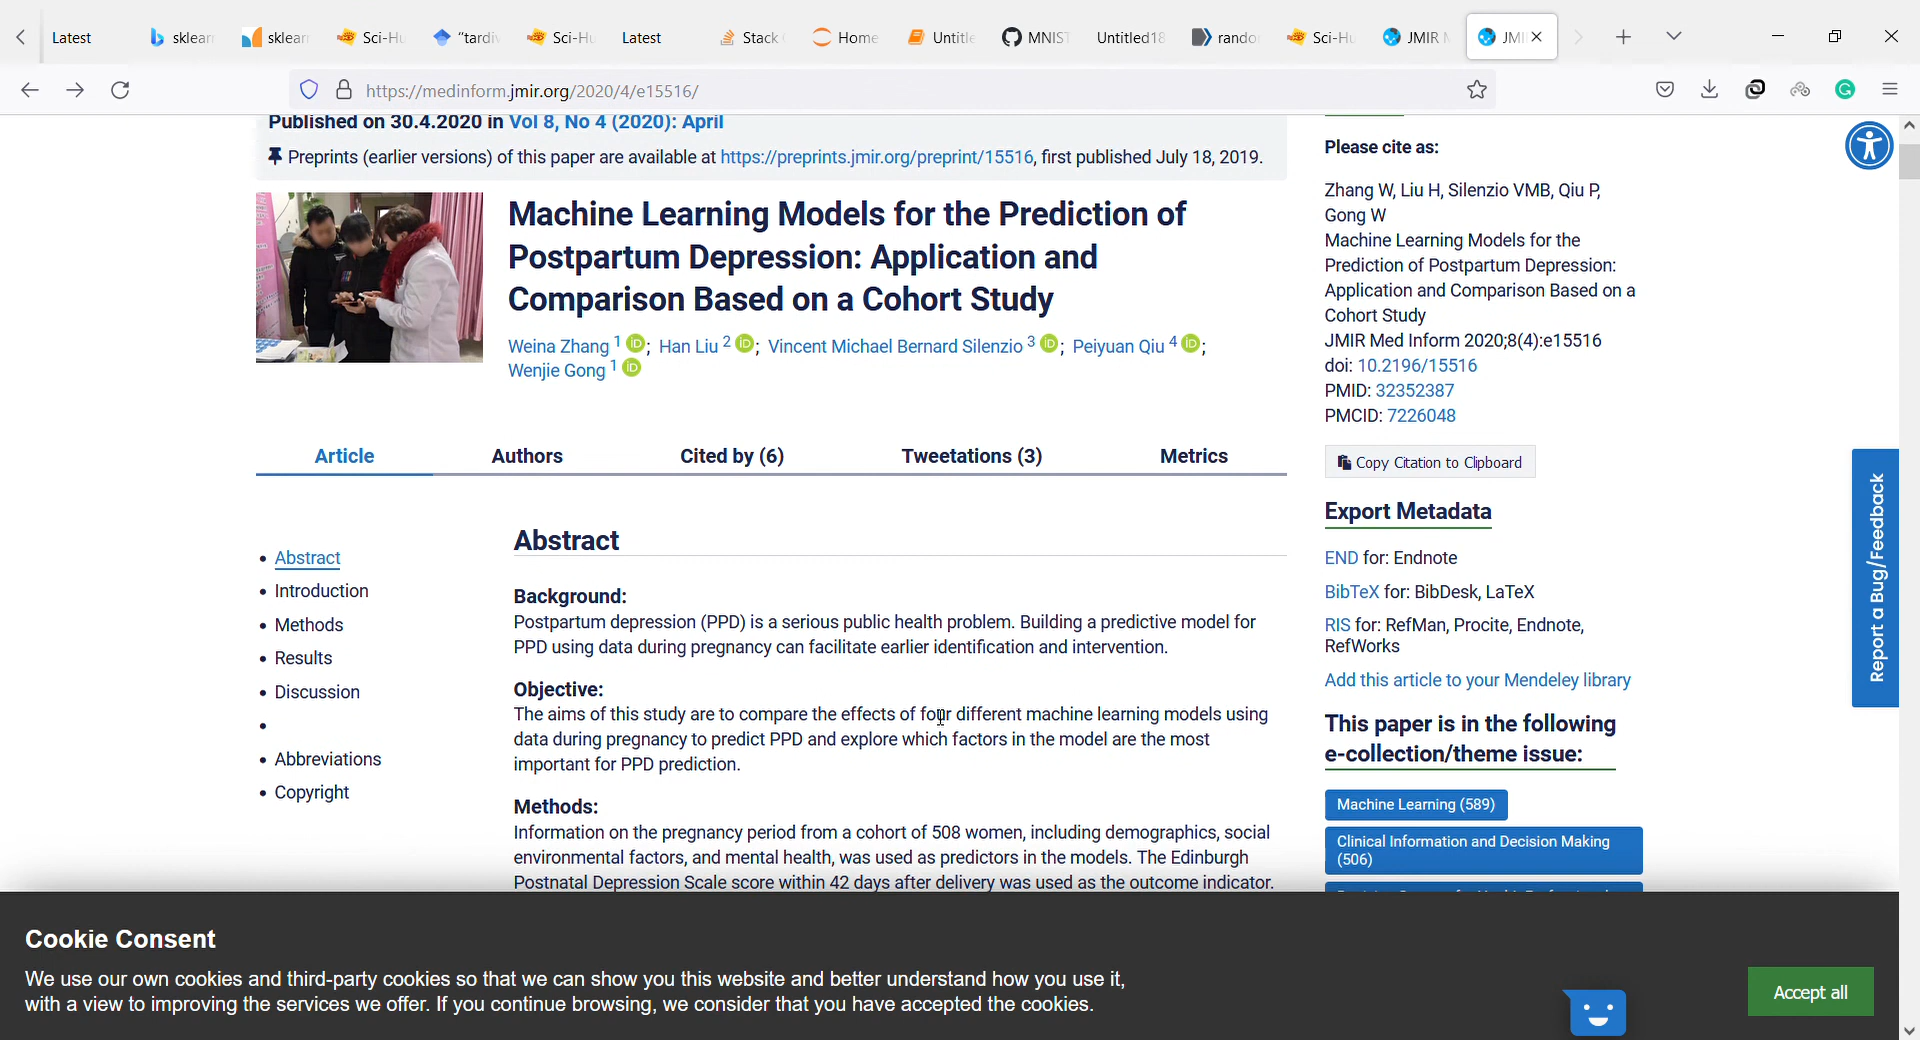 Latest
sklear
sklear
Sci-Hu
"tardiv
Sci-Hu
Latest
Stack
Home
Untitle
MNIST
Untitled18
rando
Sci-Hu
JMIR M
JMI
https://medinform.jmir.org/2020/4/e15516/
Published on 30.4.2020 in Vol 8, No 4 (2020): April
Preprints (earlier versions) of this paper are available at https://preprints.jmir.org/preprint/15516, first published July 18, 2019.
Machine Learning Models for the Prediction of
Postpartum Depression: Application and
Comparison Based on a Cohort Study
Weina Zhang 1 iD; Han Liu 2 iD; Vincent Michael Bernard Silenzio 3 iD; Peiyuan Qiu 4 iD;
Wenjie Gong 1 iD
Article Authors Cited by (6) Tweetations (3) Metrics
• Abstract
• Introduction
• Methods
• Results
• Discussion
•
• Abbreviations
• Copyright
Abstract
Background:
Postpartum depression (PPD) is a serious public health problem. Building a predictive model for
PPD using data during pregnancy can facilitate earlier identification and intervention.
Objective:
The aims of this study are to compare the effects of four different machine learning models using
data during pregnancy to predict PPD and explore which factors in the model are the most
important for PPD prediction.
Methods:
Information on the pregnancy period from a cohort of 508 women, including demographics, social
environmental factors, and mental health, was used as predictors in the models. The Edinburgh
Postnatal Depression Scale score within 42 days after delivery was used as the outcome indicator.
Please cite as:
Zhang W, Liu H, Silenzio VMB, Qiu P,
Gong W
Machine Learning Models for the
Prediction of Postpartum Depression:
Application and Comparison Based on a
Cohort Study
JMIR Med Inform 2020;8(4):e15516
doi: 10.2196/15516
PMID: 32352387
PMCID: 7226048
Copy Citation to Clipboard
Export Metadata
END for: Endnote
BibTeX for: BibDesk, LaTeX
RIS for: RefMan, Procite, Endnote,
RefWorks
Add this article to your Mendeley library
This paper is in the following
e-collection/theme issue:
Machine Learning (589)
Clinical Information and Decision Making
(506)
Report a Bug/Feedback
Cookie Consent
We use our own cookies and third-party cookies so that we can show you this website and better understand how you use it,
with a view to improving the services we offer. If you continue browsing, we consider that you have accepted the cookies.
Accept all